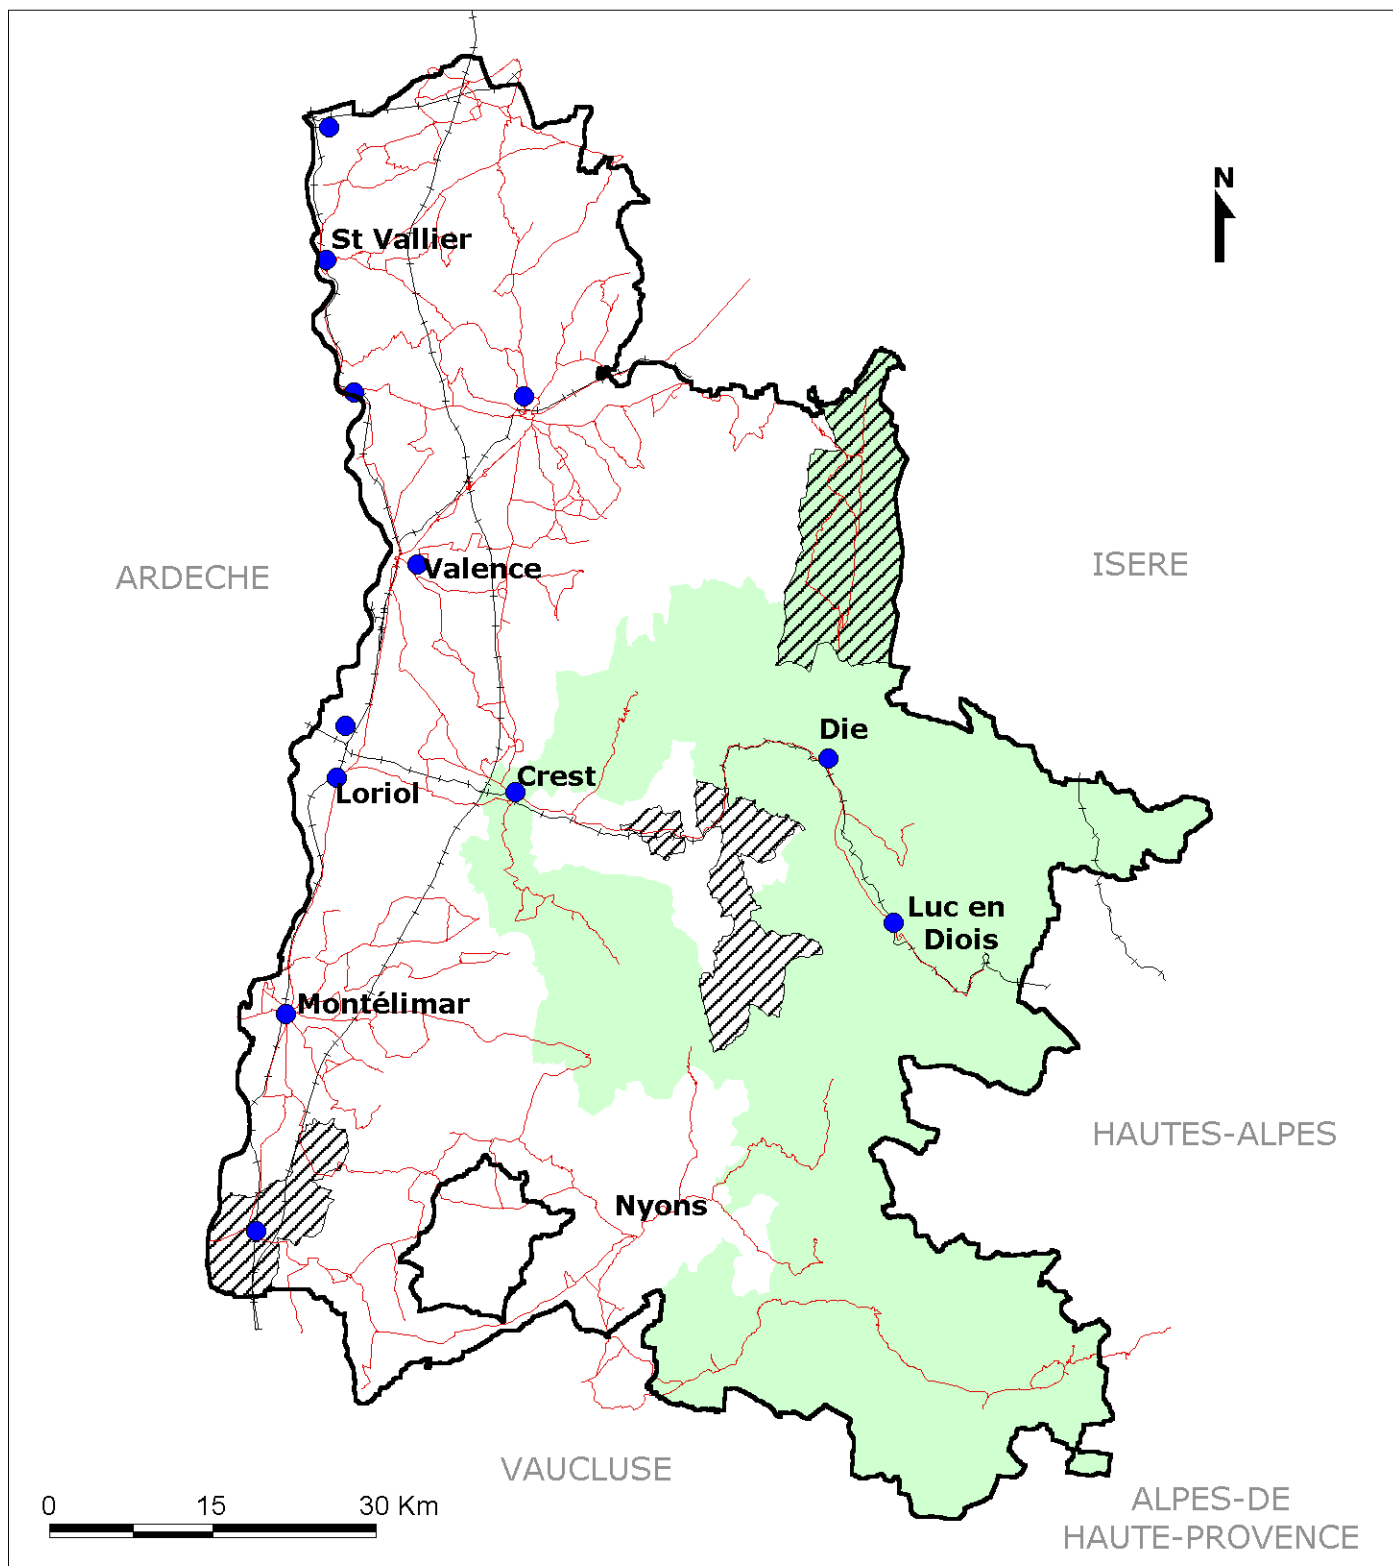 N
St Vallier
ARDECHE
Valence
ISERE
Die
Crest
Loriol
Luc en
Diois
Montélimar
HAUTES-ALPES
Nyons
VAUCLUSE
0 15 30 Km
ALPES-DE
HAUTE-PROVENCE